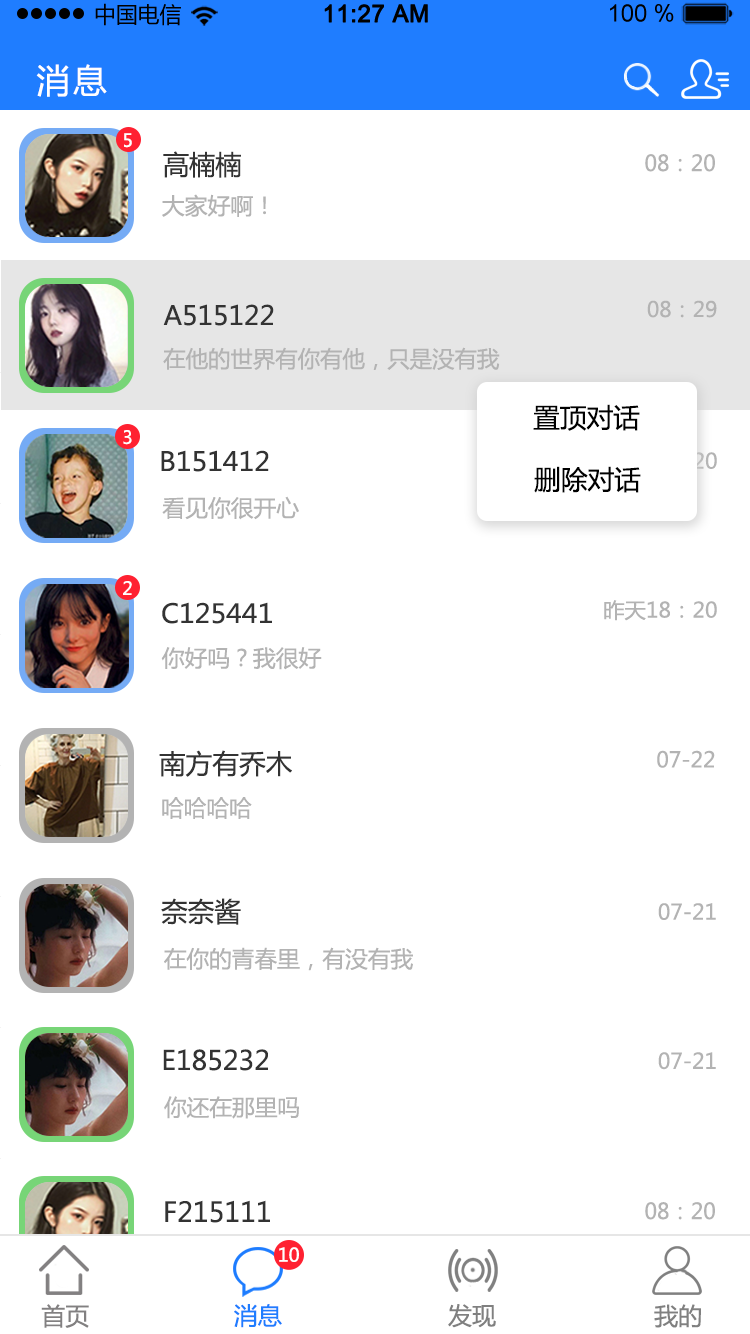 中国电信 11:27 AM 100 %
消息
5
高楠楠 08：20
大家好啊！
A515122 08：29
在他的世界有你有他，只是没有我
置顶对话
3
B151412 20
删除对话
看见你很开心
2
C125441 昨天18：20
你好吗？我很好
南方有乔木 07-22
哈哈哈哈
奈奈酱 07-21
在你的青春里，有没有我
E185232 07-21
你还在那里吗
F215111 08：20
10
首页 消息 发现 我的